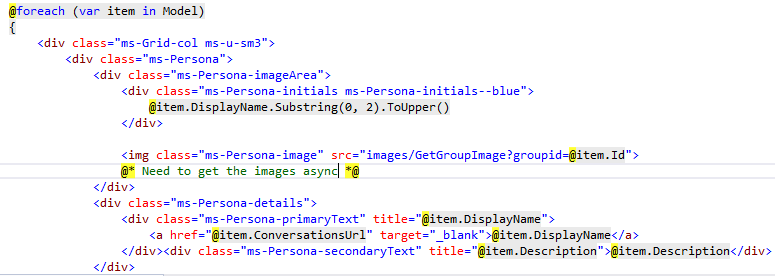 @foreach (var item in Model)
{
    <div class="ms-Grid-col ms-u-sm3">
        <div class="ms-Persona">
            <div class="ms-Persona-imageArea">
                <div class="ms-Persona-initials ms-Persona-initials--blue">
                    @item.DisplayName.Substring(0, 2).ToUpper()
                </div>

                <img class="ms-Persona-image" src="images/GetGroupImage?groupid=@item.Id">
                @* Need to get the images async *@
            </div>
            <div class="ms-Persona-details">
                <div class="ms-Persona-primaryText" title="@item.DisplayName">
                    <a href="@item.ConversationsUrl" target="_blank">@item.DisplayName</a>
                </div><div class="ms-Persona-secondaryText" title="@item.Description">@item.Description</div>
            </div>